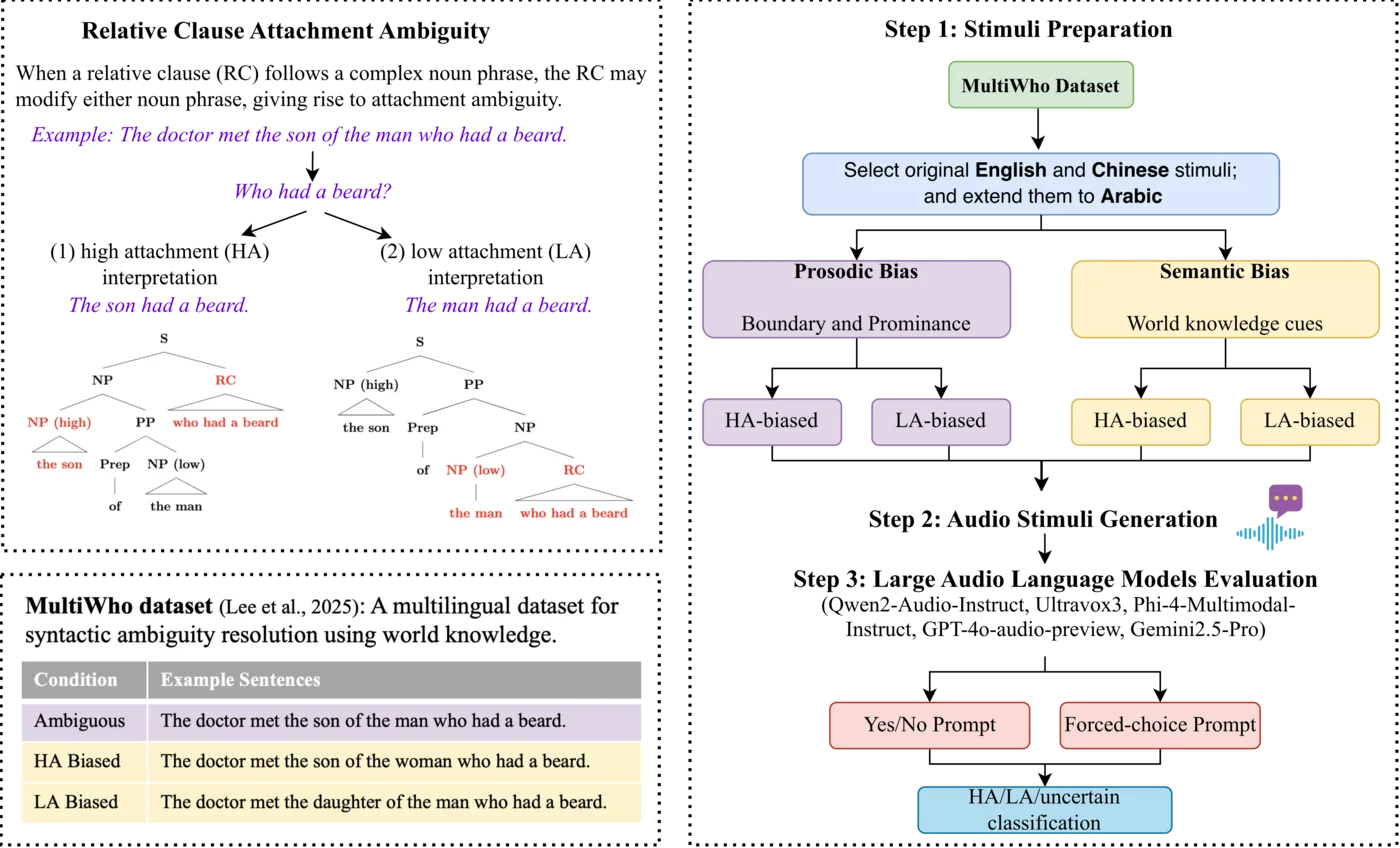 Relative Clause Attachment Ambiguity
When a relative clause (RC) follows a complex noun phrase, the RC may
modify either noun phrase, giving rise to attachment ambiguity.
Example: The doctor met the son of the man who had a beard.
Who had a beard?
(1) high attachment (HA)
interpretation
The son had a beard.
(2) low attachment (LA)
interpretation
The man had a beard.
S
NP
RC
NP (high)
PP
who had a beard
the son
Prep
NP (low)
of
the man
S
NP (high)
PP
the son
Prep
NP
of
NP (low)
RC
the man
who had a beard
MultiWho dataset (Lee et al., 2025): A multilingual dataset for
syntactic ambiguity resolution using world knowledge.
Condition Example Sentences
Ambiguous The doctor met the son of the man who had a beard.
HA Biased The doctor met the son of the woman who had a beard.
LA Biased The doctor met the daughter of the man who had a beard.
Step 1: Stimuli Preparation
MultiWho Dataset
Select original English and Chinese stimuli;
and extend them to Arabic
Prosodic Bias
Boundary and Prominance
Semantic Bias
World knowledge cues
HA-biased
LA-biased
HA-biased
LA-biased
Step 2: Audio Stimuli Generation
Step 3: Large Audio Language Models Evaluation
(Qwen2-Audio-Instruct, Ultravox3, Phi-4-Multimodal-
Instruct, GPT-4o-audio-preview, Gemini2.5-Pro)
Yes/No Prompt
Forced-choice Prompt
HA/LA/uncertain
classification